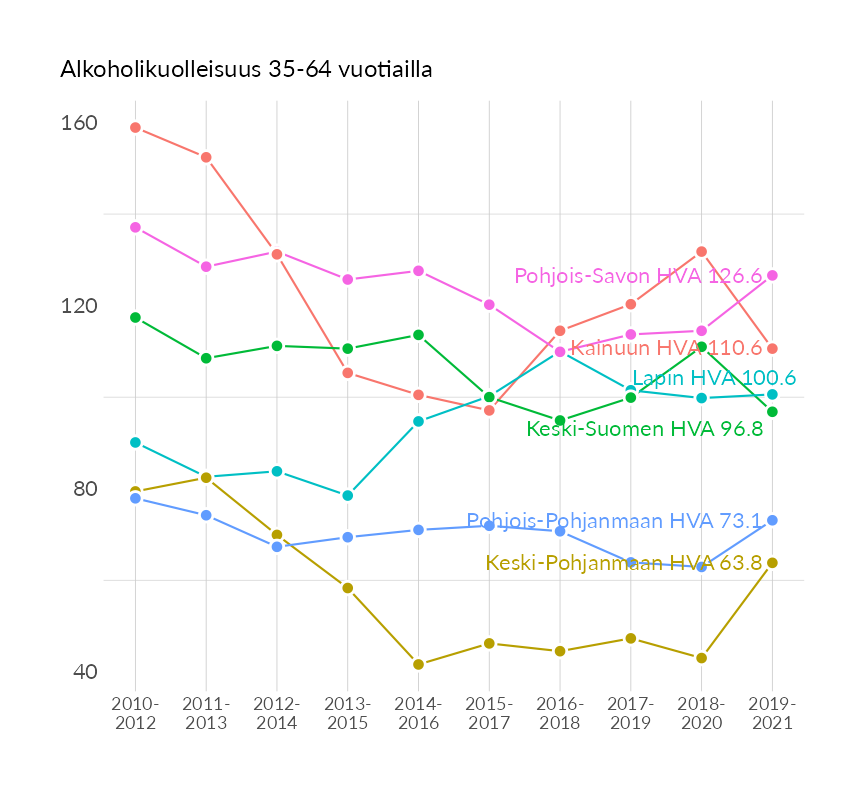 Alkoholikuolleisuus 35-64 vuotiailla
160
120
80
40
Pohjois-Savon HVA 126.6
Kainuun HVA 110.6
Lapin HVA 100.6
Keski-Suomen HVA 96.8
Pohjois-Pohjanmaan HVA 73.1
Keski-Pohjanmaan HVA 63.8
2010- 2011- 2012- 2013- 2014- 2015- 2016- 2017- 2018- 2019-
2012 2013 2014 2015 2016 2017 2018 2019 2020 2021